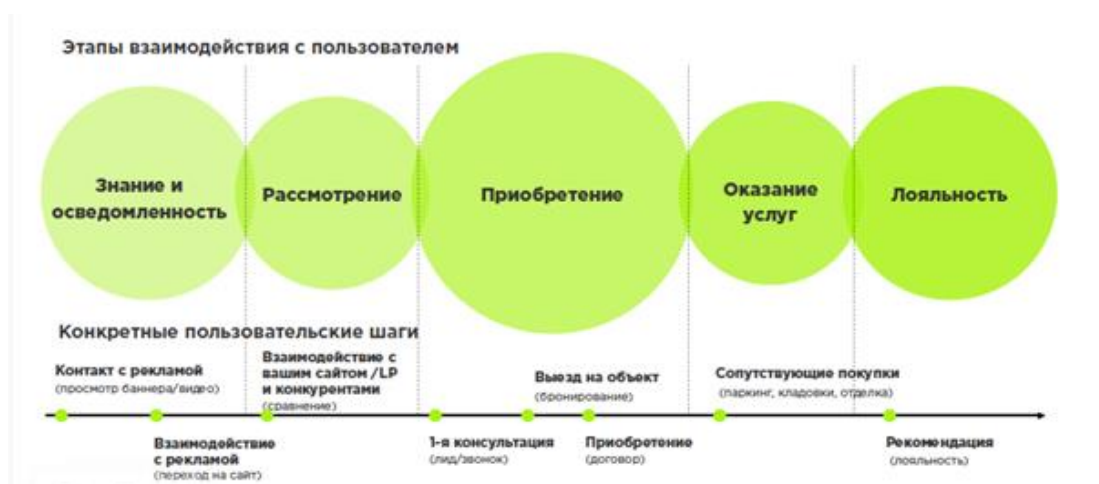 Этапы взаимодействия с пользователем
Знание и
осведомленность
Рассмотрение
Приобретение
Оказание
услуг
Лояльность
Конкретные пользовательские шаги
Контакт с рекламой
(просмотр баннера/видео)
Взаимодействие
с рекламой
(переход на сайт)
Взаимодействие с
вашим сайтом /LP
и конкурентами
(сравнение)
1-я консультация
(лид/звонок)
Выезд на объект
(бронирование)
Приобретение
(договор)
Сопутствующие покупки
(паркинг, кладовки, отделка)
Рекомендация
(лояльность)